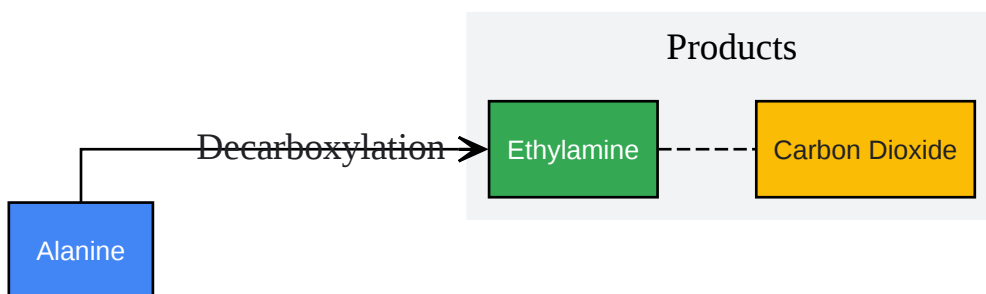 Products
Decarboxylation
Ethylamine
Carbon Dioxide
Alanine